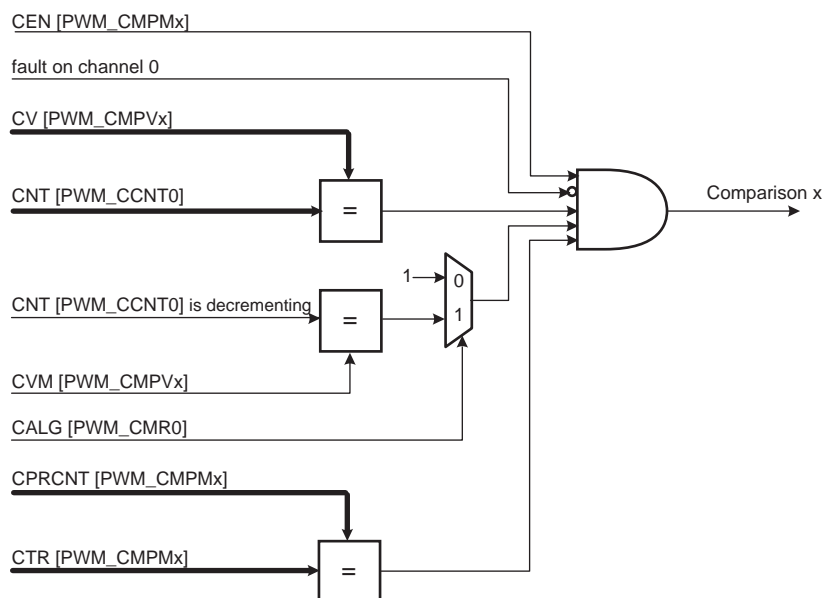 CEN [PWM_CMPMx]
fault on channel 0
CV [PWM_CMPVx]
CNT [PWM_CCNT0]
=
Comparison x
1
0
CNT [PWM_CCNT0] is decrementing
=
1
CVM [PWM_CMPVx]
CALG [PWM_CMR0]
CPRCNT [PWM_CMPMx]
CTR [PWM_CMPMx]
=